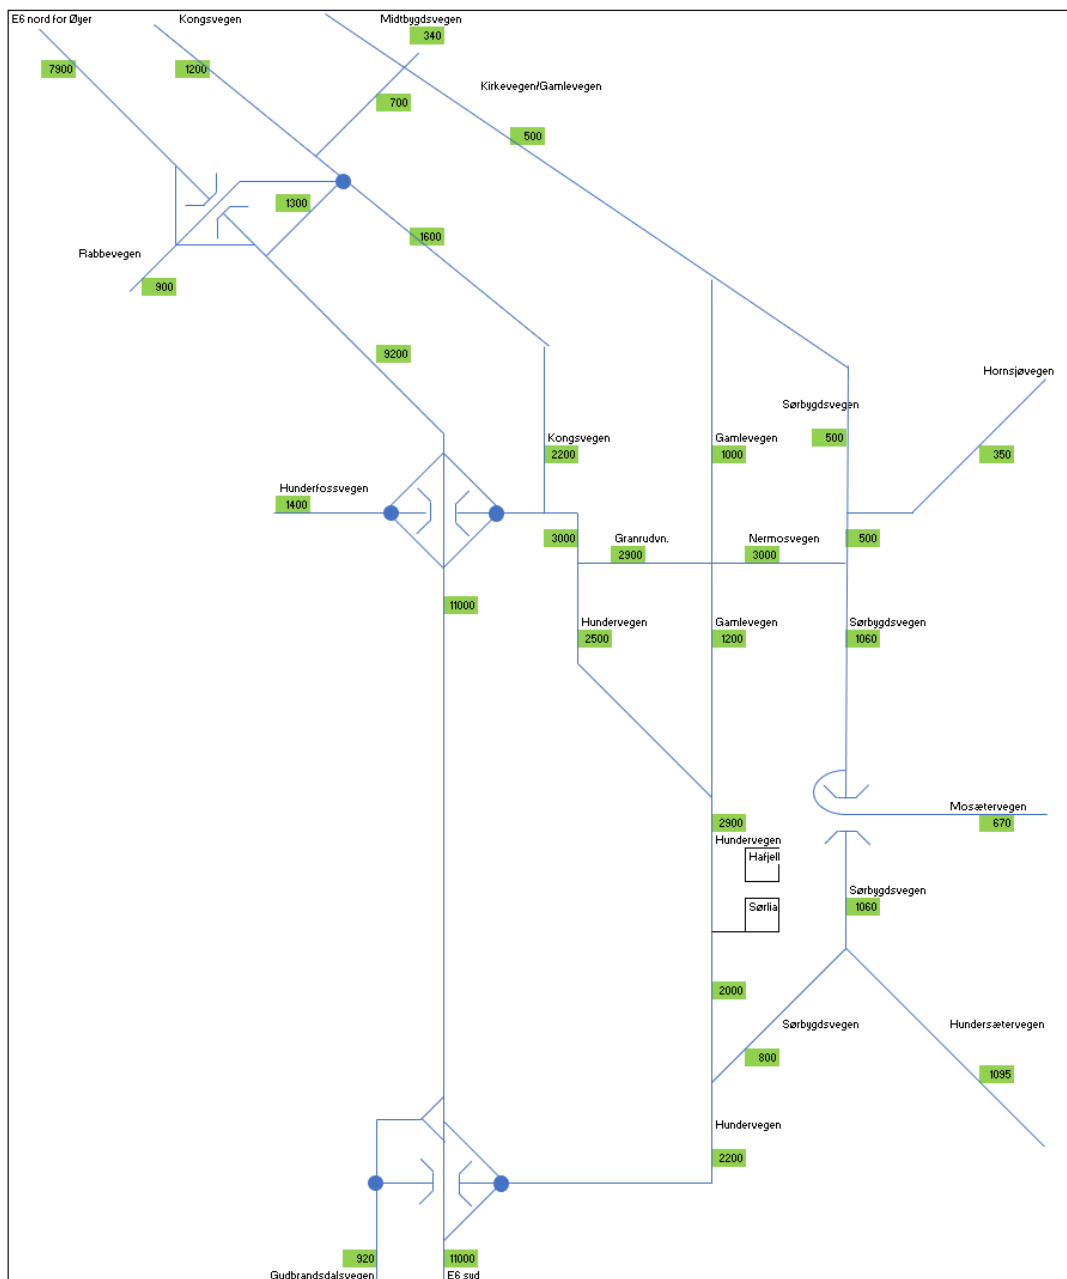 E6 nord for Øyer
Kongsvegen
Midtbygdsvegen
340
7900
1200
Kirkevegen/Gamlevegen
700
500
1300
1600
Rabbevegen
900
9200
Hornsjøvegen
Sørbygdsvegen
500
Kongsvegen
2200
Gamlevegen
1000
350
Hunderfossvegen
1400
3000
Granrudvn.
2900
Nermosvegen
3000
500
11000
Hundervegen
2500
Gamlevegen
1200
Sørbygdsvegen
1060
Mosætervegen
670
2900
Hundervegen
Hafjell
Sørbygdsvegen
1060
Sørlia
2000
Sørbygdsvegen
800
Hundersætervegen
1095
Hundervegen
2200
920
Gudbrandsdalsvegen
11000
E6 syd